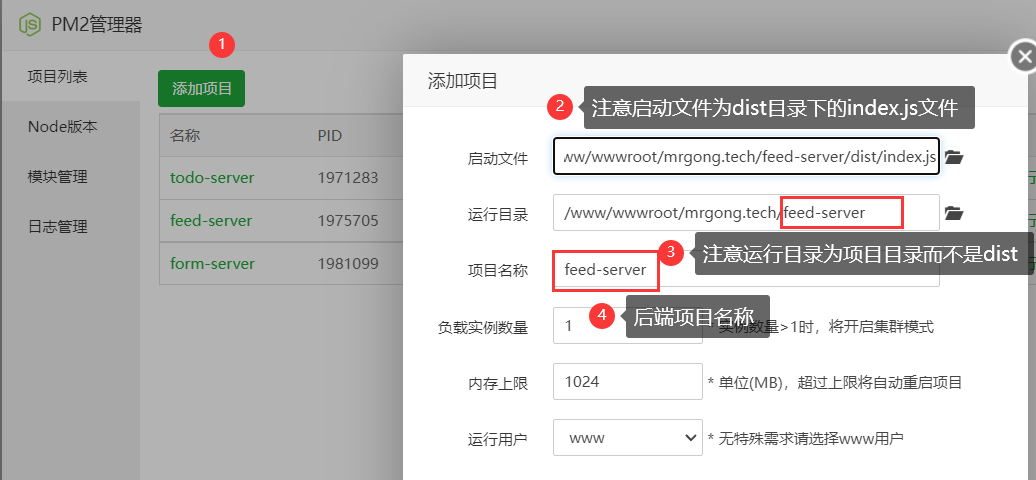 PM2管理器
1
项目列表
添加项目
添加项目
2 注意启动文件为dist目录下的index.js文件
Node版本
名称 PID
启动文件 ww/wwwroot/mrgong.tech/feed-server/dist/index.js
模块管理
todo-server 1971283
日志管理
feed-server 1975705
运行目录 /www/wwwroot/mrgong.tech/feed-server
3 注意运行目录为项目目录而不是dist
form-server 1981099
项目名称 feed-server
4 后端项目名称
负载实例数量 1 实例数量>1时，将开启集群模式
内存上限 1024 * 单位(MB)，超过上限将自动重启项目
运行用户 www * 无特殊需求请选择www用户